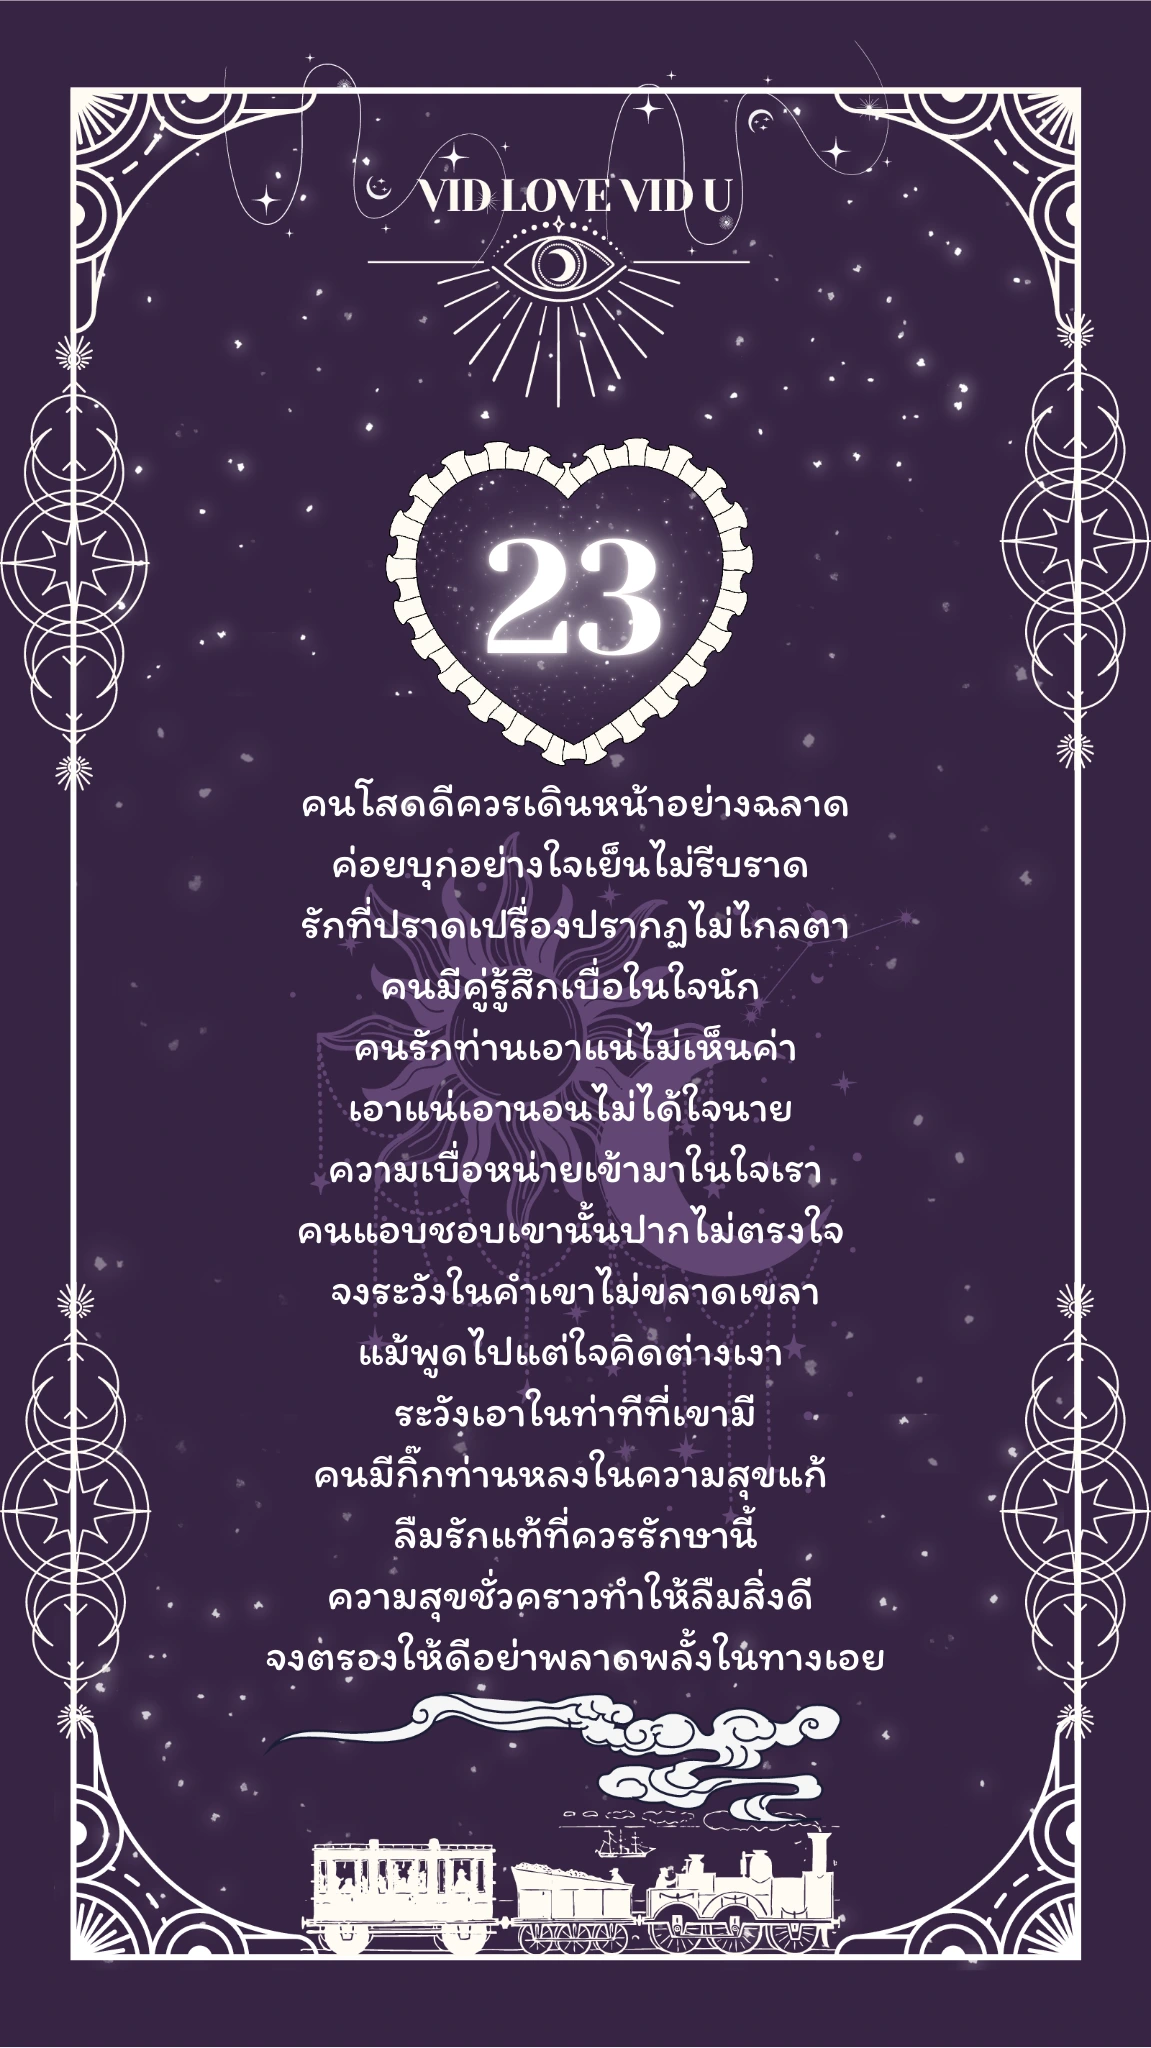 VID LOVE VID U
23
คนโสดดีควรเดินหน้าอย่างฉลาด
ค่อยบุกอย่างใจเย็นไม่รีบราด
รักที่ปราดเปรื่องปรากฏไม่ไกลตา
คนมีคู่รู้สึกเบื่อในใจนัก
คนรักท่านเอาแน่ไม่เห็นค่า
เอาแน่เอานอนไม่ได้ใจนาย
ความเบื่อหน่ายเข้ามาในใจเรา
คนแอบชอบเขานั้นปากไม่ตรงใจ
จงระวังในคำเขาไม่ขลาดเขลา
แม้พูดไปแต่ใจคิดต่างเงา
ระวังเอาในท่าทีที่เขามี
คนมีกิ๊กท่านหลงในความสุขแก้
ลืมรักแท้ที่ควรรักษานี้
ความสุขชั่วคราวทำให้ลืมสิ่งดี
จงตรองให้ดีอย่าพลาดพลั้งในทางเอย